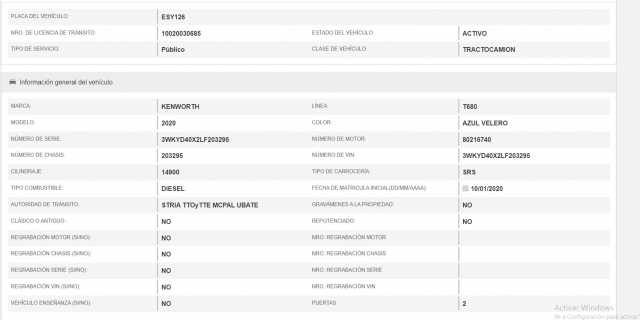 PLACA DEL VEHÍCULO: ESY126
NRO. DE LICENCIA DE TRÁNSITO: 10020030685 ESTADO DEL VEHÍCULO: ACTIVO
TIPO DE SERVICIO: Público CLASE DE VEHÍCULO: TRACTOCAMION
Información general del vehículo
MARCA: KENWORTH LÍNEA: T680
MODELO: 2020 COLOR: AZUL VELERO
NÚMERO DE SERIE: 3WKYD40X2LF203295 NÚMERO DE MOTOR: 80216740
NÚMERO DE CHASIS: 203295 NÚMERO DE VIN: 3WKYD40X2LF203295
CILINDRAJE: 14900 TIPO DE CARROCERÍA: SRS
TIPO COMBUSTIBLE: DIESEL FECHA DE MATRICULA INICIAL(DD/MM/AAAA): 10/01/2020
AUTORIDAD DE TRÁNSITO: STRIA TTOyTTE MCPAL UBATE GRAVÁMENES A LA PROPIEDAD: NO
CLÁSICO O ANTIGUO: NO REPOTENCIADO: NO
REGRABACIÓN MOTOR (SI/NO) NO NRO. REGRABACIÓN MOTOR
REGRABACIÓN CHASIS (SI/NO) NO NRO. REGRABACIÓN CHASIS
REGRABACIÓN SERIE (SI/NO) NO NRO. REGRABACIÓN SERIE
REGRABACIÓN VIN (SI/NO) NO NRO. REGRABACIÓN VIN
VEHÍCULO ENSEÑANZA (SI/NO) NO PUERTAS 2
Activar Windows
Ve a Configuración para activar